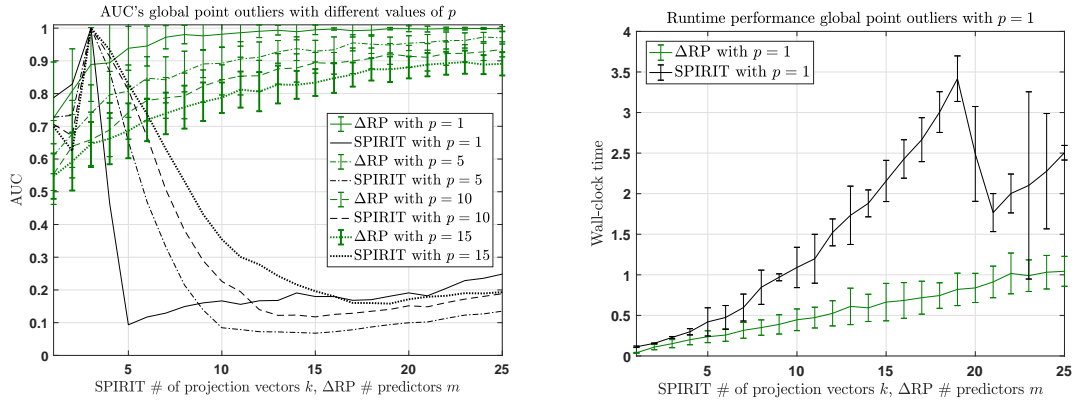 AUC's global point outliers with different values of p
1
0.9
0.8
0.7
0.6
0.5
0.4
0.3
0.2
0.1
0
AUC
5
10
15
20
25
SPIRIT # of projection vectors k, ΔRP # predictors m
ΔRP with p = 1
SPIRIT with p = 1
ΔRP with p = 5
SPIRIT with p = 5
ΔRP with p = 10
SPIRIT with p = 10
ΔRP with p = 15
SPIRIT with p = 15
Runtime performance global point outliers with p = 1
4
3.5
3
2.5
2
1.5
1
0.5
0
Wall-clock time
5
10
15
20
25
SPIRIT # of projection vectors k, ΔRP # predictors m
ΔRP with p = 1
SPIRIT with p = 1